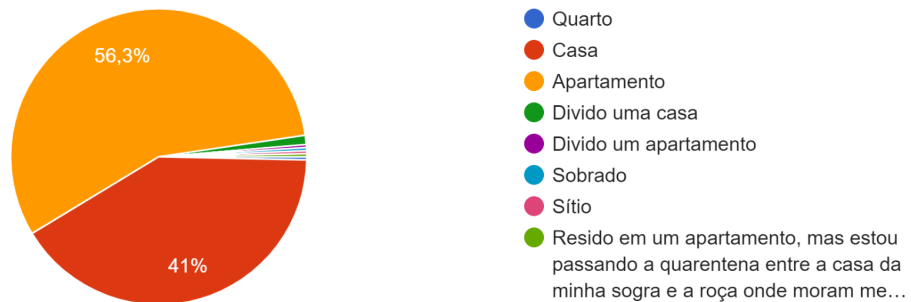 56,3%
41%
Quarto
Casa
Apartamento
Divido uma casa
Divido um apartamento
Sobrado
Sítio
Resido em um apartamento, mas estou
passando a quarentena entre a casa da
minha sogra e a roça onde moram me…